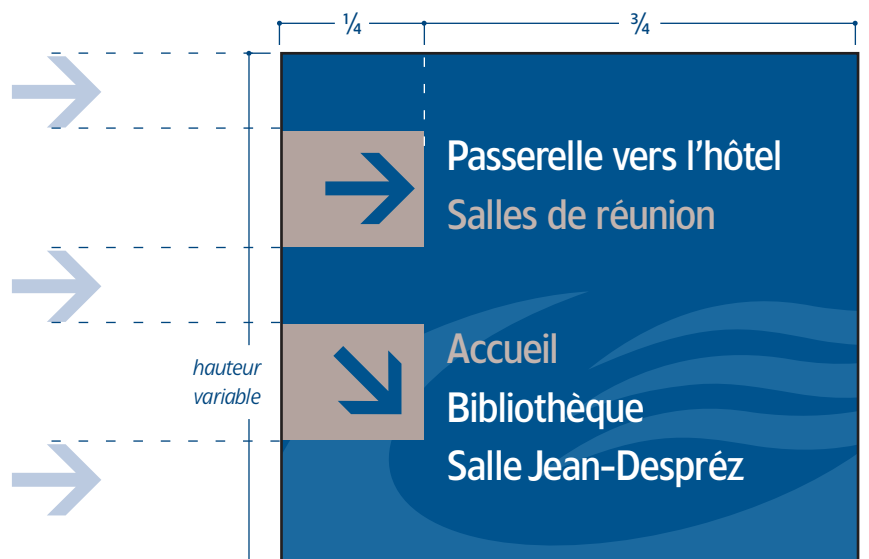 ¼
¾
Passerelle vers l'hôtel
Salles de réunion
Accueil
Bibliothèque
Salle Jean-Despréz
hauteur
variable